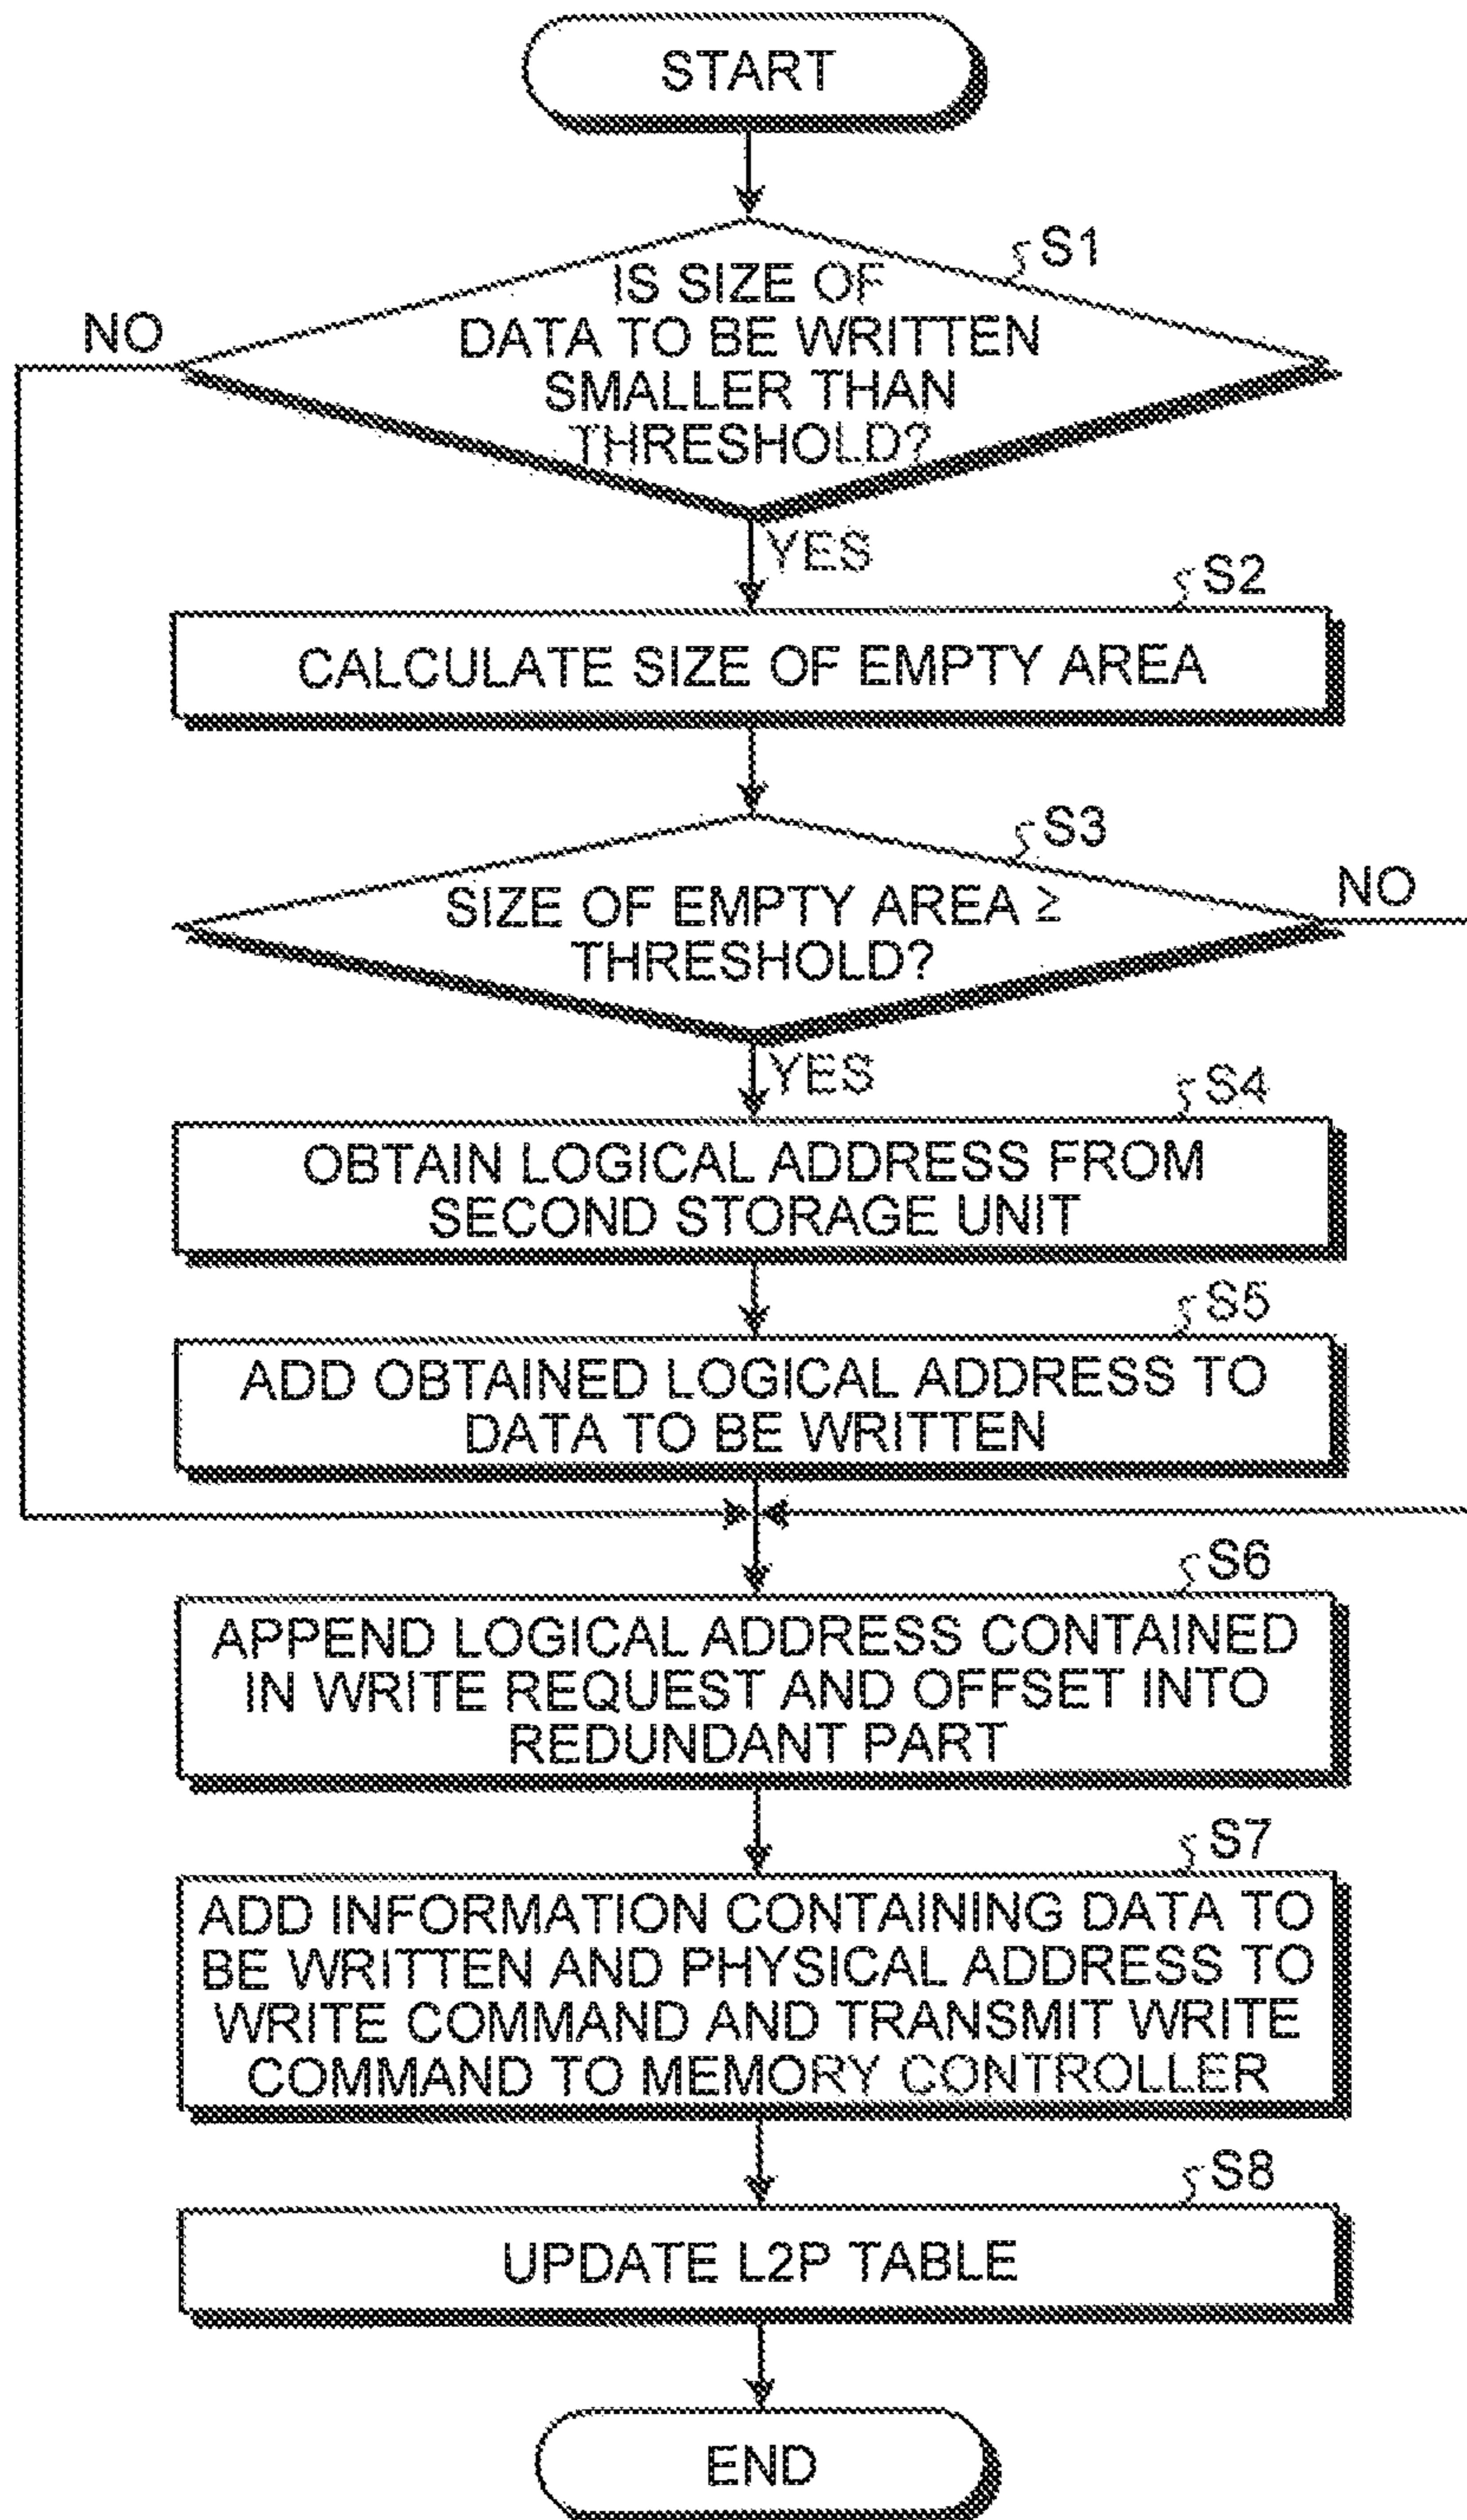 START
S1
IS SIZE OF
DATA TO BE WRITTEN
SMALLER THAN
THRESHOLD?
NO
YES
S2
CALCULATE SIZE OF EMPTY AREA
S3
SIZE OF EMPTY AREA ≥
THRESHOLD?
NO
YES
S4
OBTAIN LOGICAL ADDRESS FROM
SECOND STORAGE UNIT
S5
ADD OBTAINED LOGICAL ADDRESS TO
DATA TO BE WRITTEN
S6
APPEND LOGICAL ADDRESS CONTAINED
IN WRITE REQUEST AND OFFSET INTO
REDUNDANT PART
S7
ADD INFORMATION CONTAINING DATA TO
BE WRITTEN AND PHYSICAL ADDRESS TO
WRITE COMMAND AND TRANSMIT WRITE
COMMAND TO MEMORY CONTROLLER
S8
UPDATE L2P TABLE
END